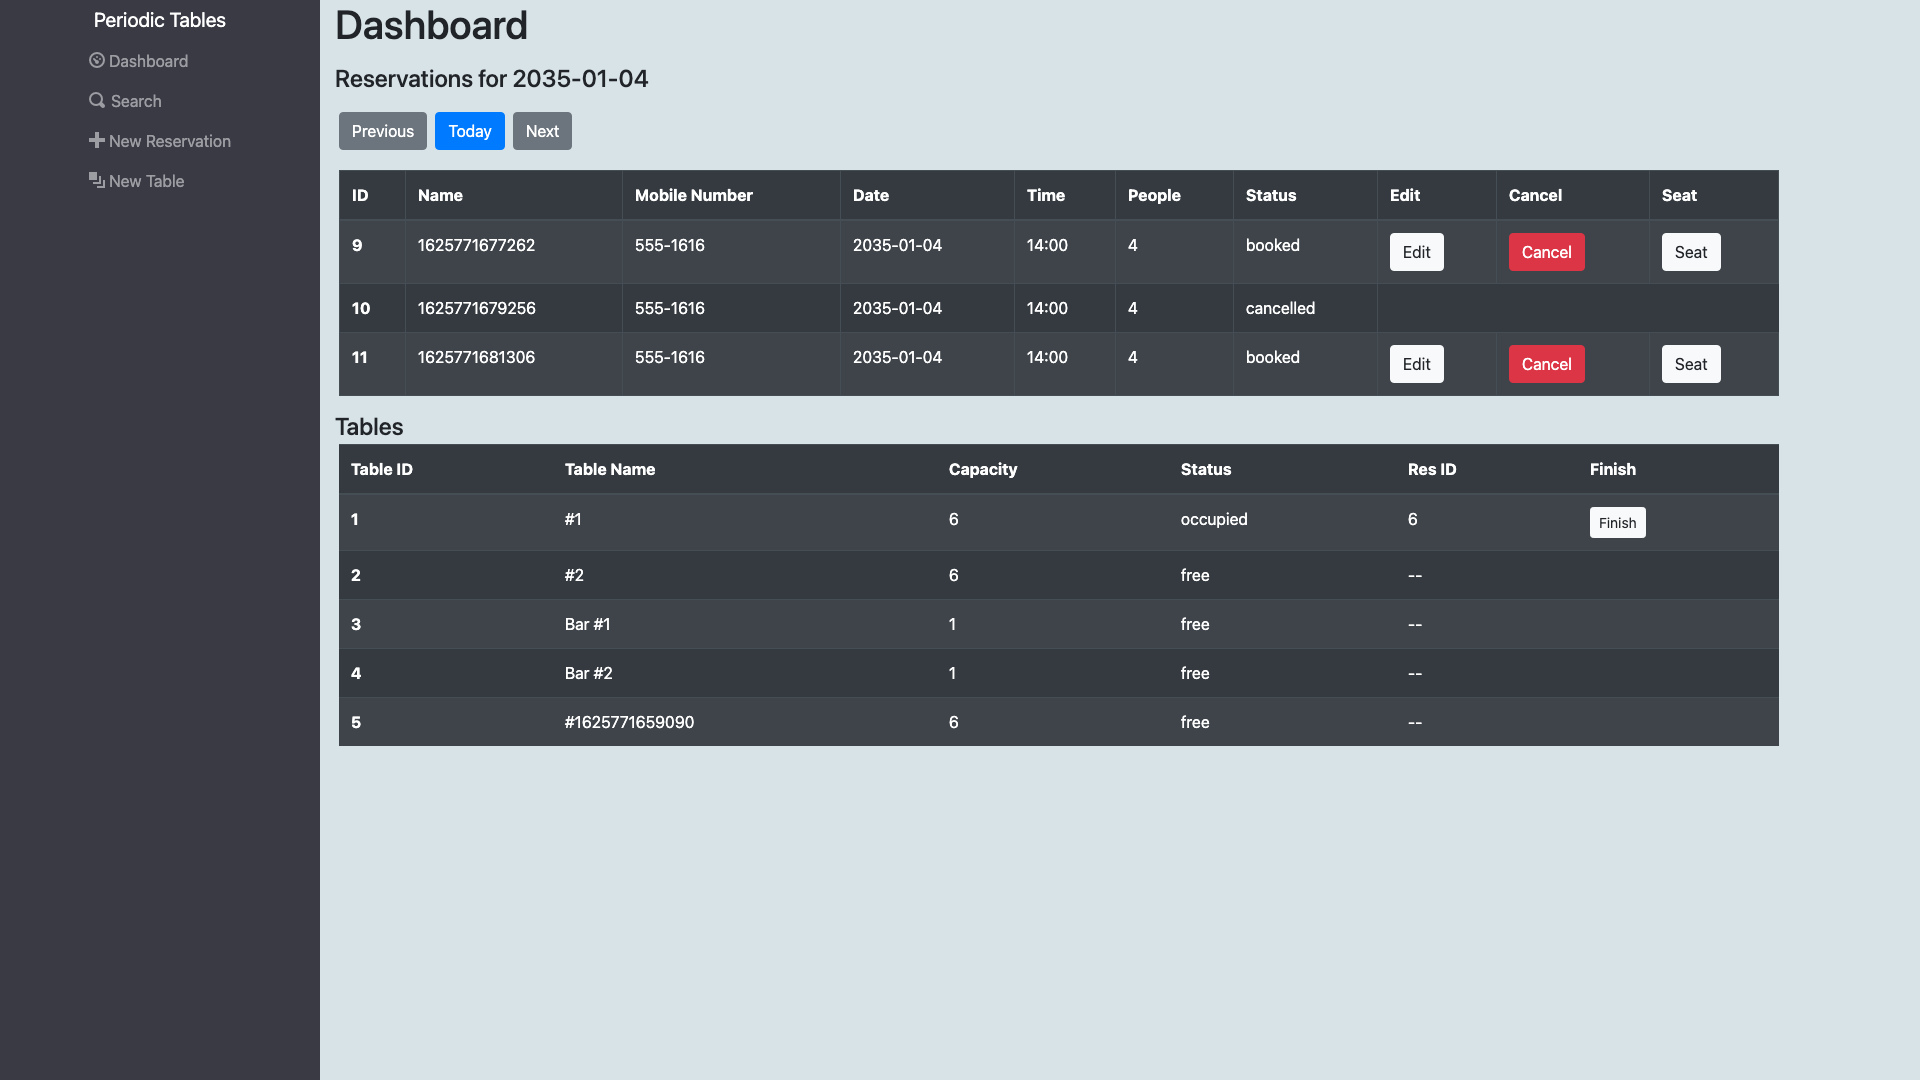 Periodic Tables
Dashboard
Search
New Reservation
New Table
Dashboard
Reservations for 2035-01-04
Previous Today Next
ID Name Mobile Number Date Time People Status Edit Cancel Seat
9 1625771677262 555-1616 2035-01-04 14:00 4 booked Edit Cancel Seat
10 1625771679256 555-1616 2035-01-04 14:00 4 cancelled
11 1625771681306 555-1616 2035-01-04 14:00 4 booked Edit Cancel Seat
Tables
Table ID Table Name Capacity Status Res ID Finish
1 #1 6 occupied 6 Finish
2 #2 6 free --
3 Bar #1 1 free --
4 Bar #2 1 free --
5 #1625771659090 6 free --